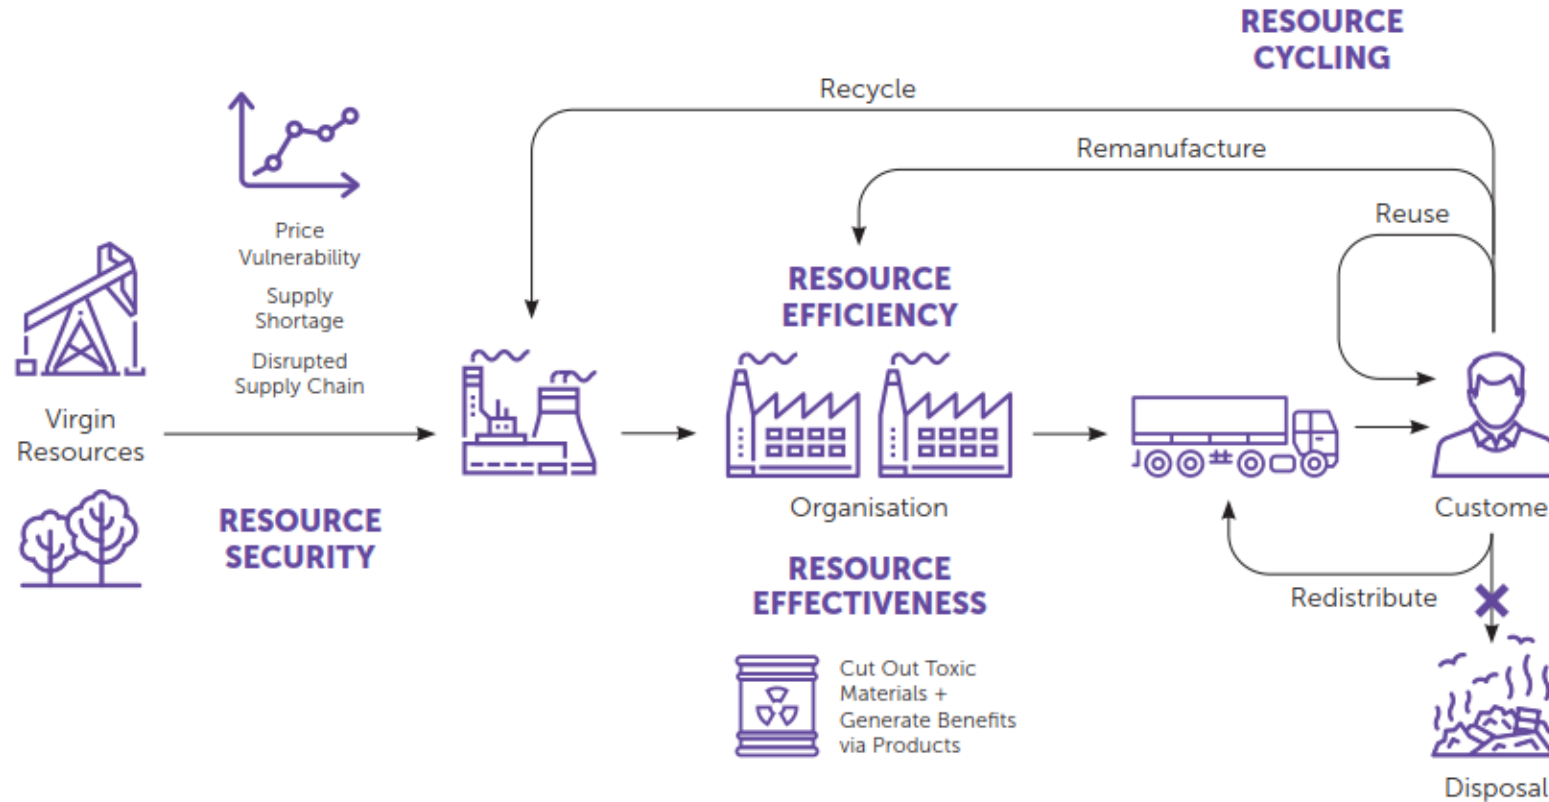 RESOURCE
CYCLING
Recycle
Remanufacture
Reuse
Price
Vulnerability
Supply
Shortage
Disrupted
Supply Chain
RESOURCE
EFFICIENCY
Virgin
Resources
RESOURCE
SECURITY
Organisation
Custome
RESOURCE
EFFECTIVENESS
Redistribute
Cut Out Toxic
Materials +
Generate Benefits
via Products
Disposal